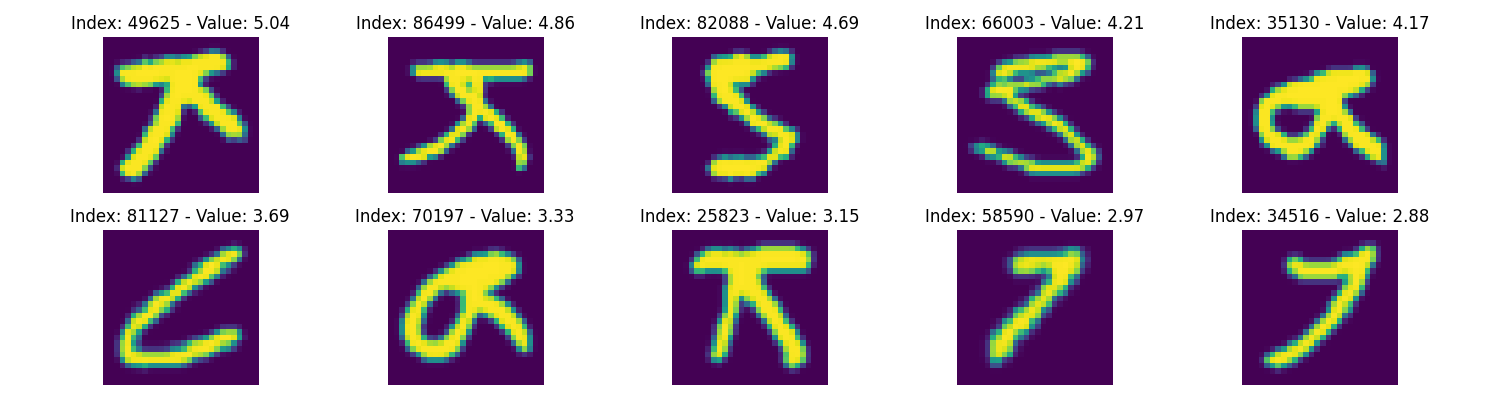 Index: 49625 - Value: 5.04 Index: 86499 - Value: 4.86 Index: 82088 - Value: 4.69 Index: 66003 - Value: 4.21 Index: 35130 - Value: 4.17
Index: 81127 - Value: 3.69 Index: 70197 - Value: 3.33 Index: 25823 - Value: 3.15 Index: 58590 - Value: 2.97 Index: 34516 - Value: 2.88